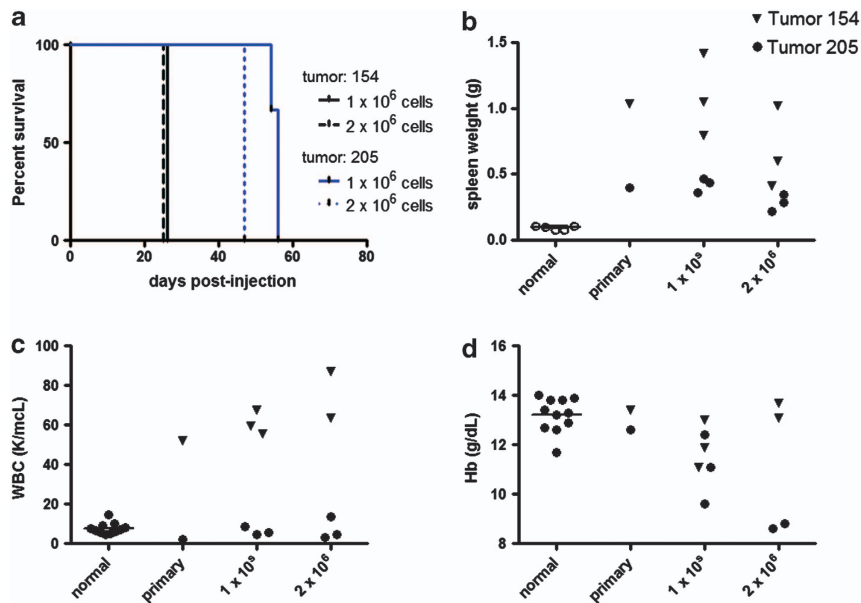 a
100
50
0
Percent survival
0 20 40 60 80
days post-injection
tumor: 154
1 x 10⁶ cells
2 x 10⁶ cells
tumor: 205
1 x 10⁶ cells
2 x 10⁶ cells
b
Tumor 154
Tumor 205
1.5
1.0
0.5
0.0
spleen weight (g)
normal
primary
1 x 10⁶
2 x 10⁶
c
100
80
60
40
20
0
WBC (K/mcL)
normal
primary
1 x 10⁶
2 x 10⁶
d
16
14
12
10
8
Hb (g/dL)
normal
primary
1 x 10⁶
2 x 10⁶